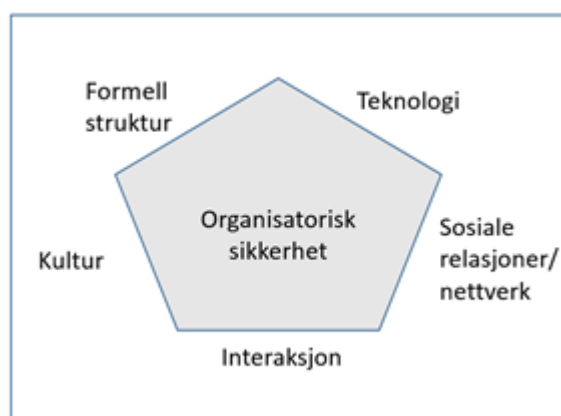 Formell
struktur
Teknologi
Organisatorisk
sikkerhet
Kultur
Sosiale
relasjoner/
nettverk
Interaksjon